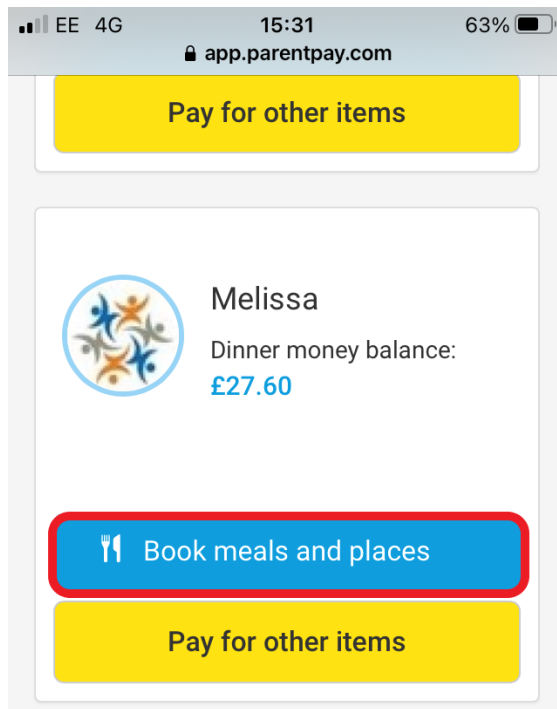 EE 4G 15:31 63%
app.parentpay.com
Pay for other items
Melissa
Dinner money balance:
£27.60
Book meals and places
Pay for other items